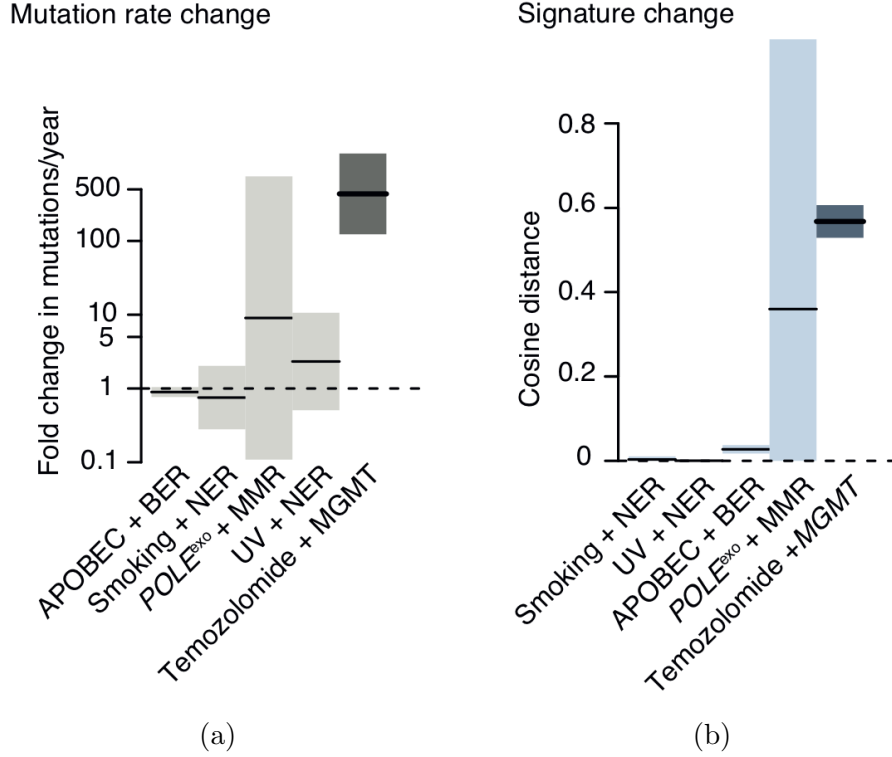 Mutation rate change
Fold change in mutations/year
500
100
10
5
1
0.1
APOBEC + BER
Smoking + NER
POLEexo + MMR
UV + NER
Temozolomide + MGMT
(a)
Signature change
Cosine distance
0.8
0.6
0.4
0.2
0
Smoking + NER
UV + NER
APOBEC + BER
POLEexo + MMR
Temozolomide +MGMT
(b)